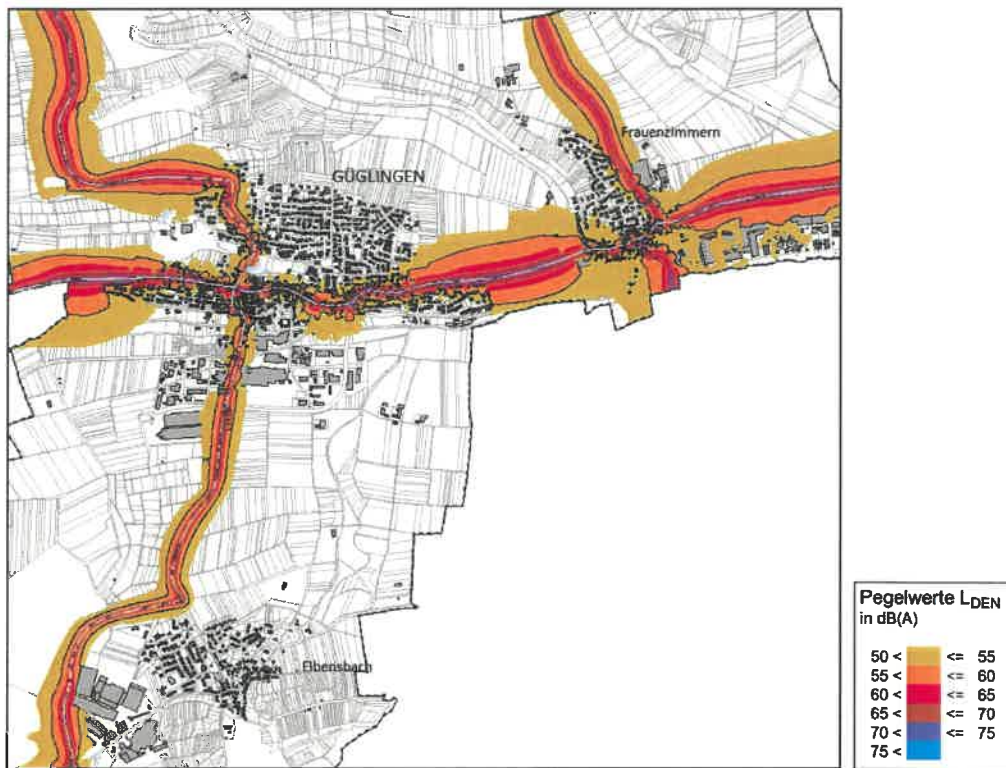 Frauenzimmern
GÜGLINGEN
Eibensbach
Pegelwerte LDEN
in dB(A)
50 < <= 55
55 < <= 60
60 < <= 65
65 < <= 70
70 < <= 75
75 <